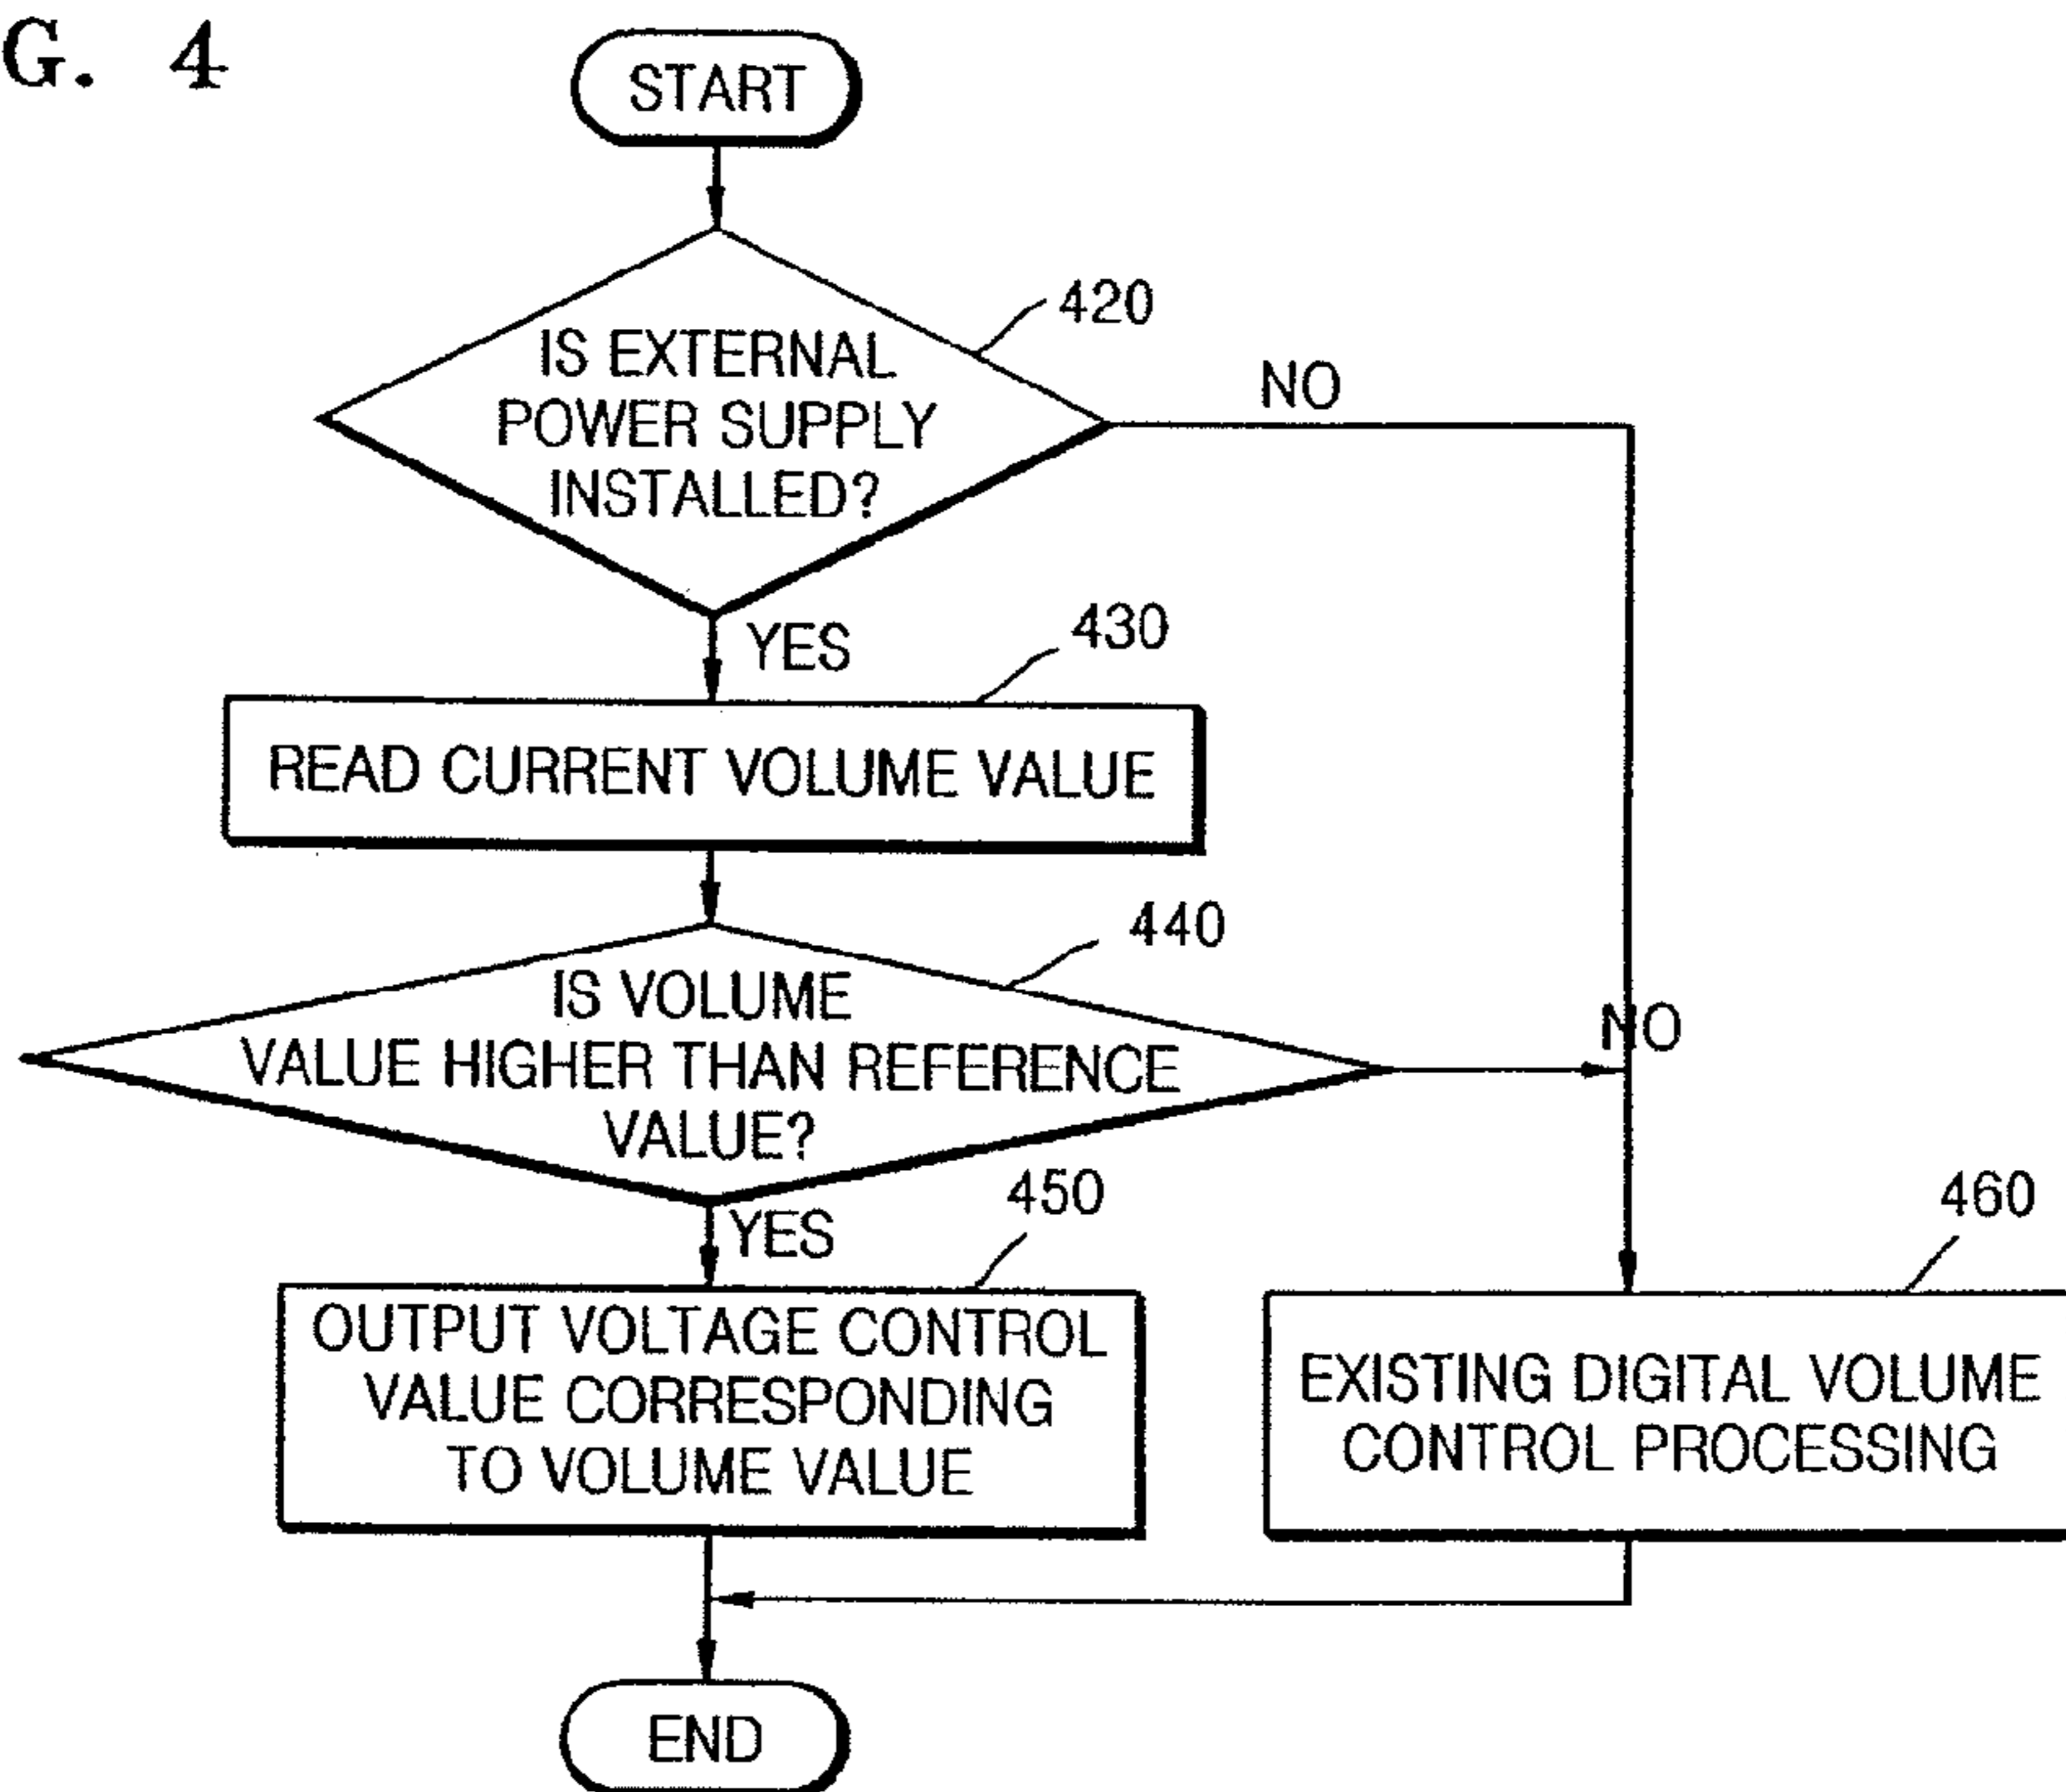 G. 4
START
420
IS EXTERNAL
POWER SUPPLY
INSTALLED?
NO
YES
430
READ CURRENT VOLUME VALUE
440
IS VOLUME
VALUE HIGHER THAN REFERENCE
VALUE?
NO
YES
450
OUTPUT VOLTAGE CONTROL
VALUE CORRESPONDING
TO VOLUME VALUE
460
EXISTING DIGITAL VOLUME
CONTROL PROCESSING
END